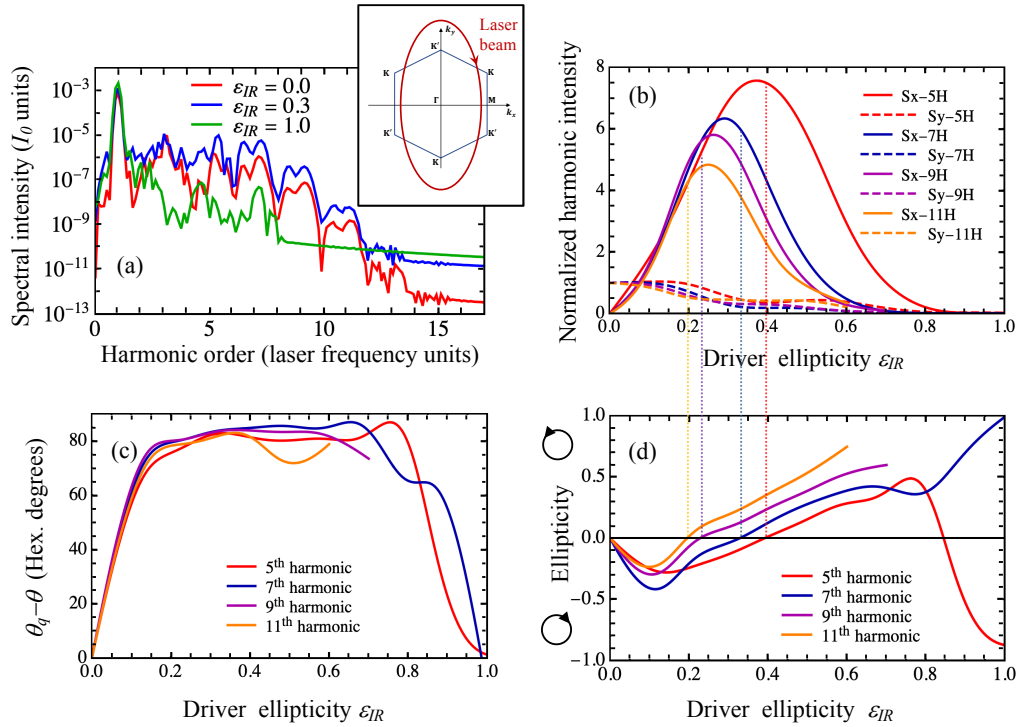 Spectral intensity (I₀ units)
10⁻³
10⁻⁵
10⁻⁷
10⁻⁹
10⁻¹¹
10⁻¹³
ε_IR = 0.0
ε_IR = 0.3
ε_IR = 1.0
(a)
0
5
10
15
Harmonic order (laser frequency units)
Laser
beam
k_y
K'
K
K
Γ
M
k_x
K'
K'
K
Normalized harmonic intensity
8
6
4
2
0
(b)
Sx-5H
Sy-5H
Sx-7H
Sy-7H
Sx-9H
Sy-9H
Sx-11H
Sy-11H
0.0
0.2
0.4
0.6
0.8
1.0
Driver ellipticity ε_IR
θ_q-θ (Hex. degrees)
80
60
40
20
0
(c)
5th harmonic
7th harmonic
9th harmonic
11th harmonic
0.0
0.2
0.4
0.6
0.8
1.0
Driver ellipticity ε_IR
Ellipticity
1.0
0.5
0.0
-0.5
-1.0
(d)
5th harmonic
7th harmonic
9th harmonic
11th harmonic
0.0
0.2
0.4
0.6
0.8
1.0
Driver ellipticity ε_IR